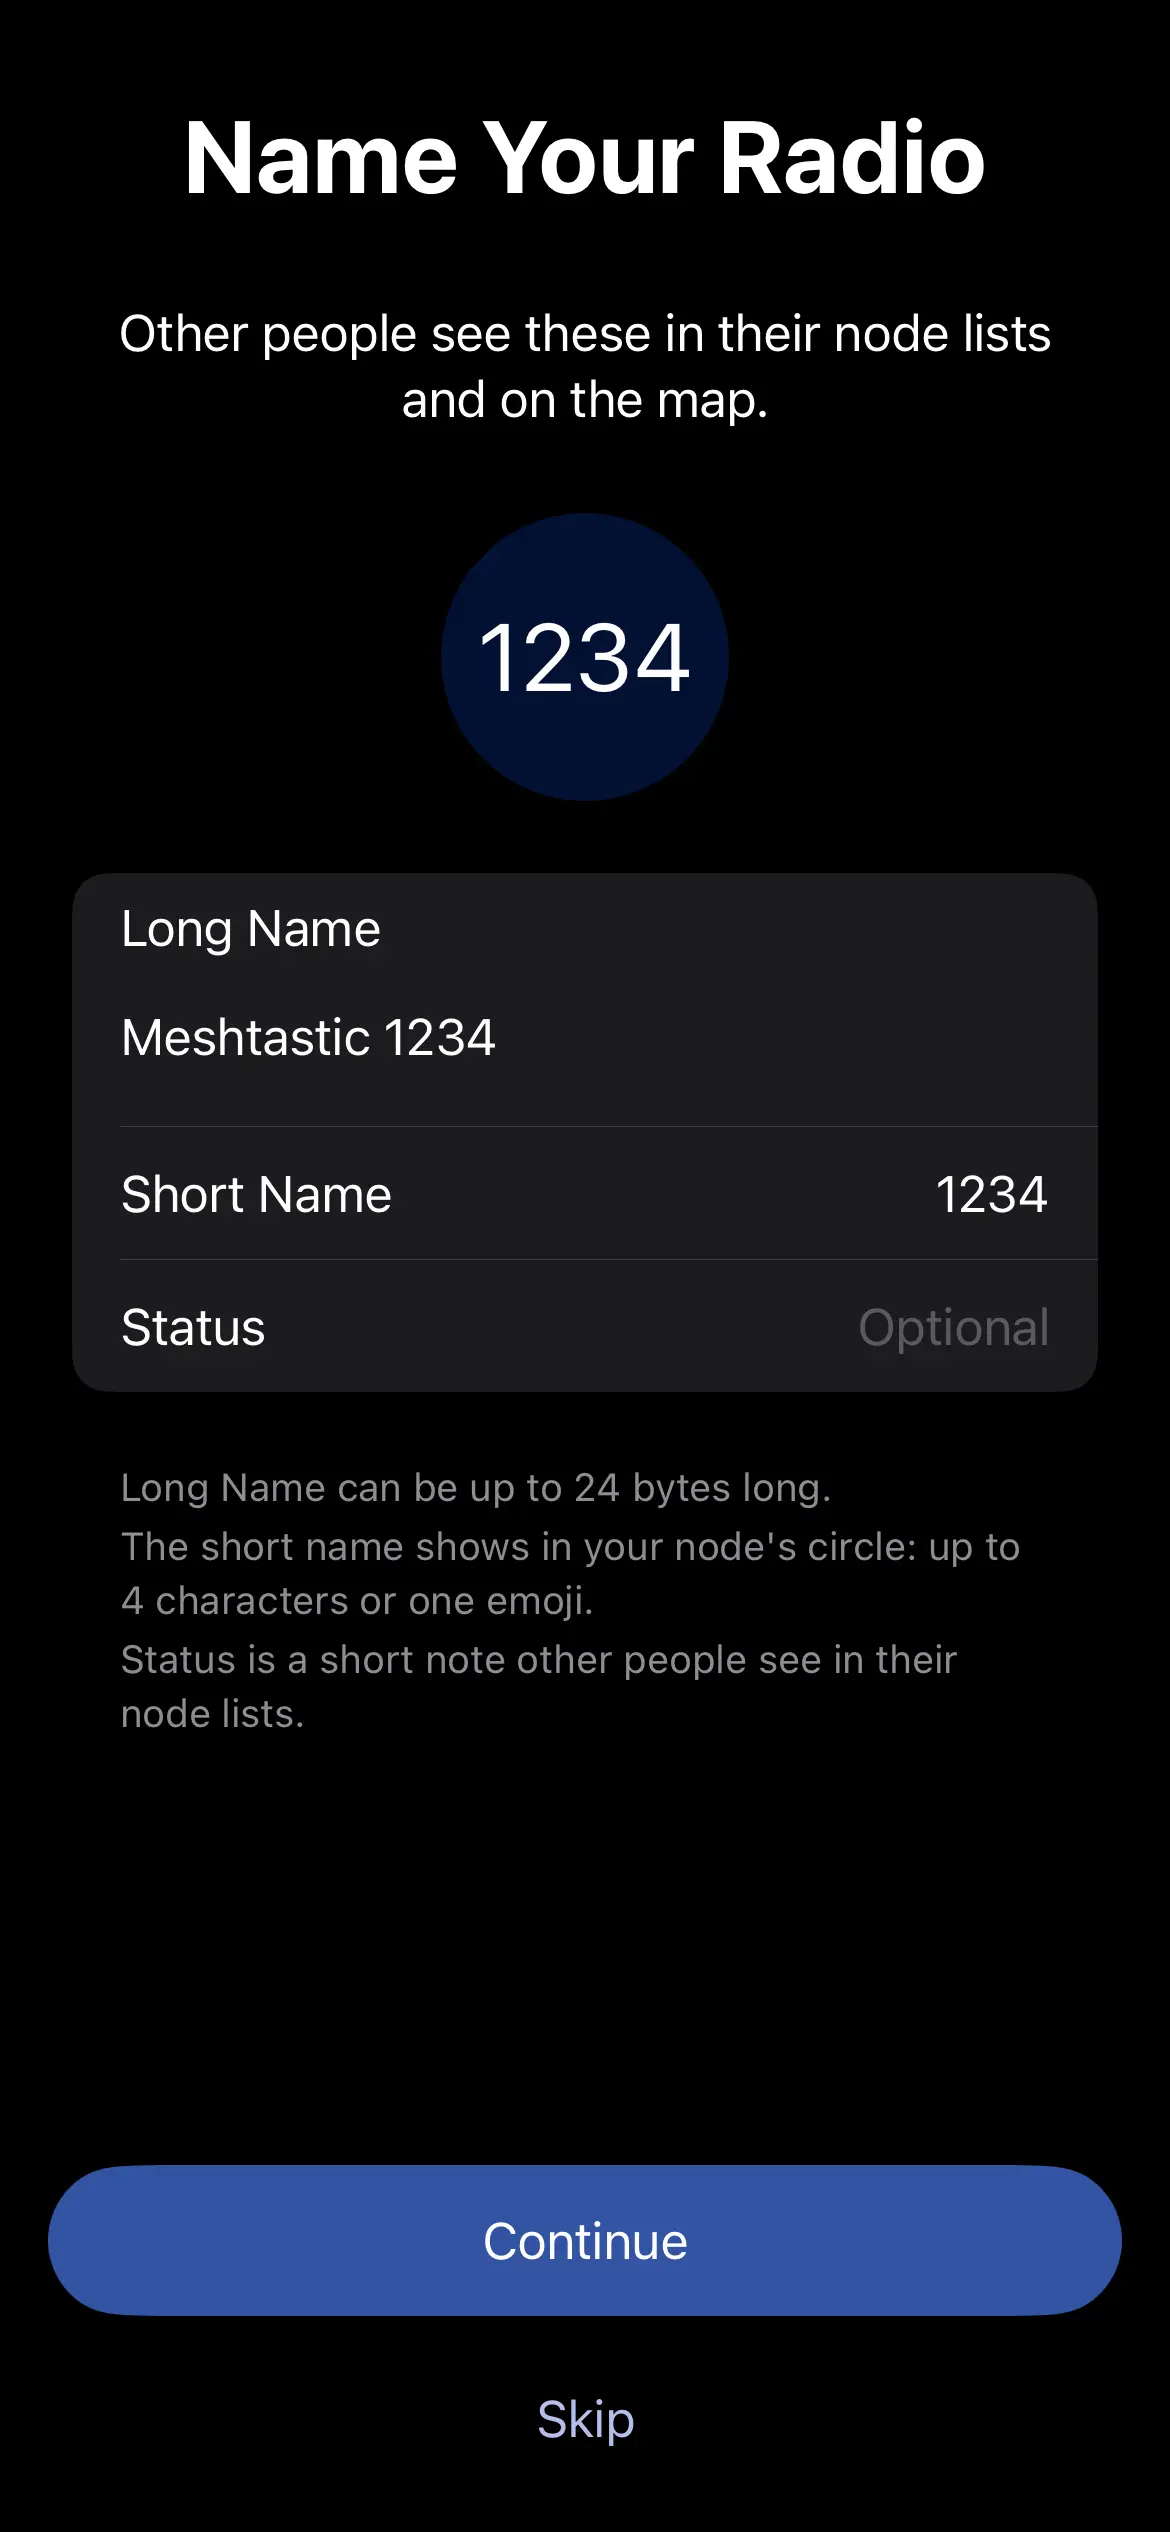 Name Your Radio
Other people see these in their node lists
and on the map.
1234
Long Name
Meshtastic 1234
Short Name 1234
Status Optional
Long Name can be up to 24 bytes long.
The short name shows in your node's circle: up to
4 characters or one emoji.
Status is a short note other people see in their
node lists.
Continue
Skip